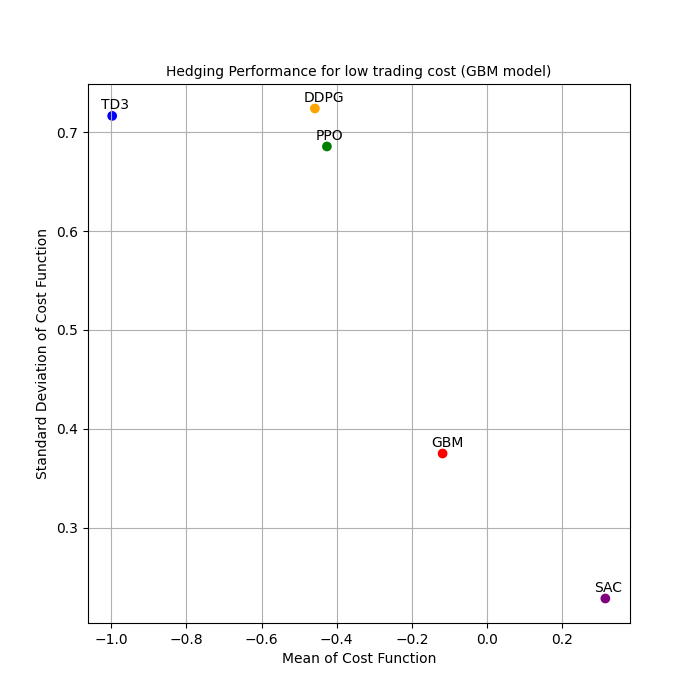 Hedging Performance for low trading cost (GBM model)
TD3
DDPG
PPO
GBM
SAC
0.7
0.6
0.5
0.4
0.3
Standard Deviation of Cost Function
−1.0
−0.8
−0.6
−0.4
−0.2
0.0
0.2
Mean of Cost Function